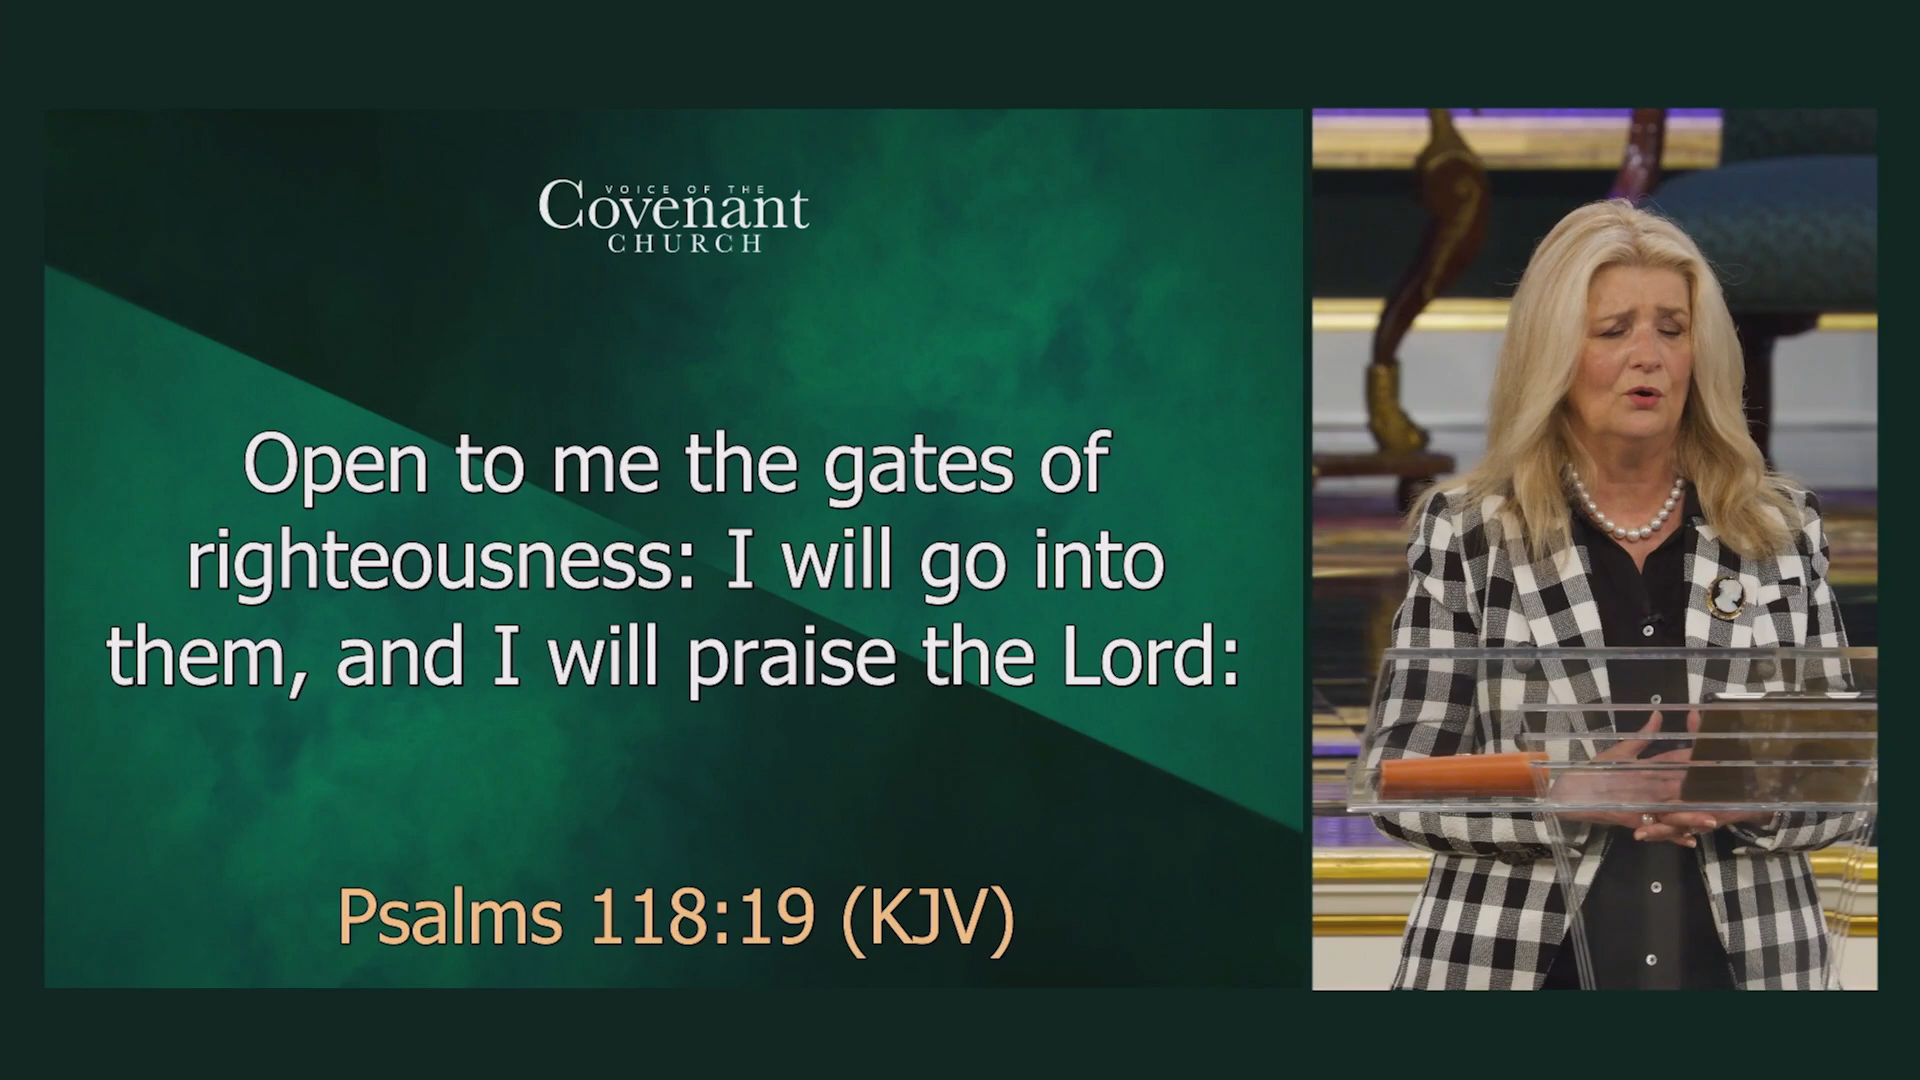 VOICE OF THE
Covenant
CHURCH
Open to me the gates of
righteousness: I will go into
them, and I will praise the Lord:
Psalms 118:19 (KJV)